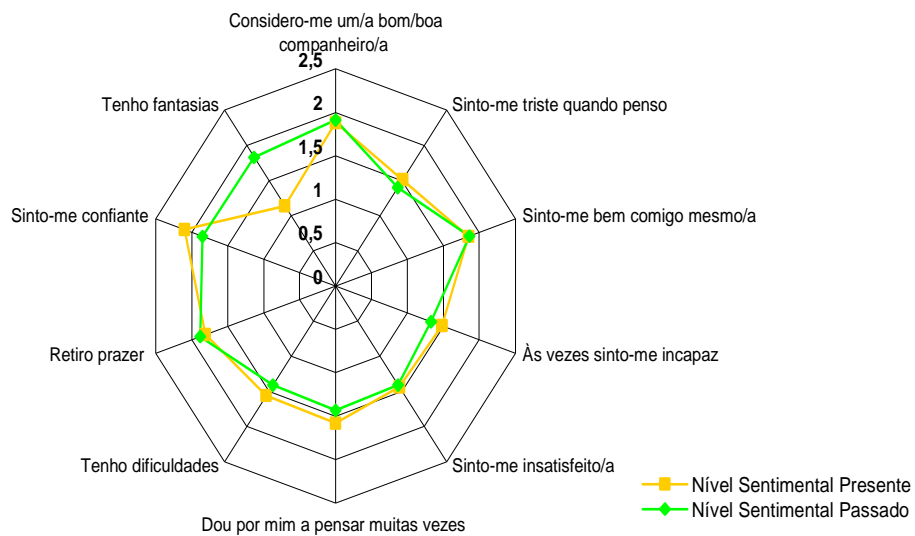 Considero-me um/a bom/boa
companheiro/a
2,5
Tenho fantasias
2
Sinto-me triste quando penso
1,5
1
Sinto-me confiante
Sinto-me bem comigo mesmo/a
0,5
0
Retiro prazer
Às vezes sinto-me incapaz
Tenho dificuldades
Sinto-me insatisfeito/a
Dou por mim a pensar muitas vezes
Nível Sentimental Presente
Nível Sentimental Passado